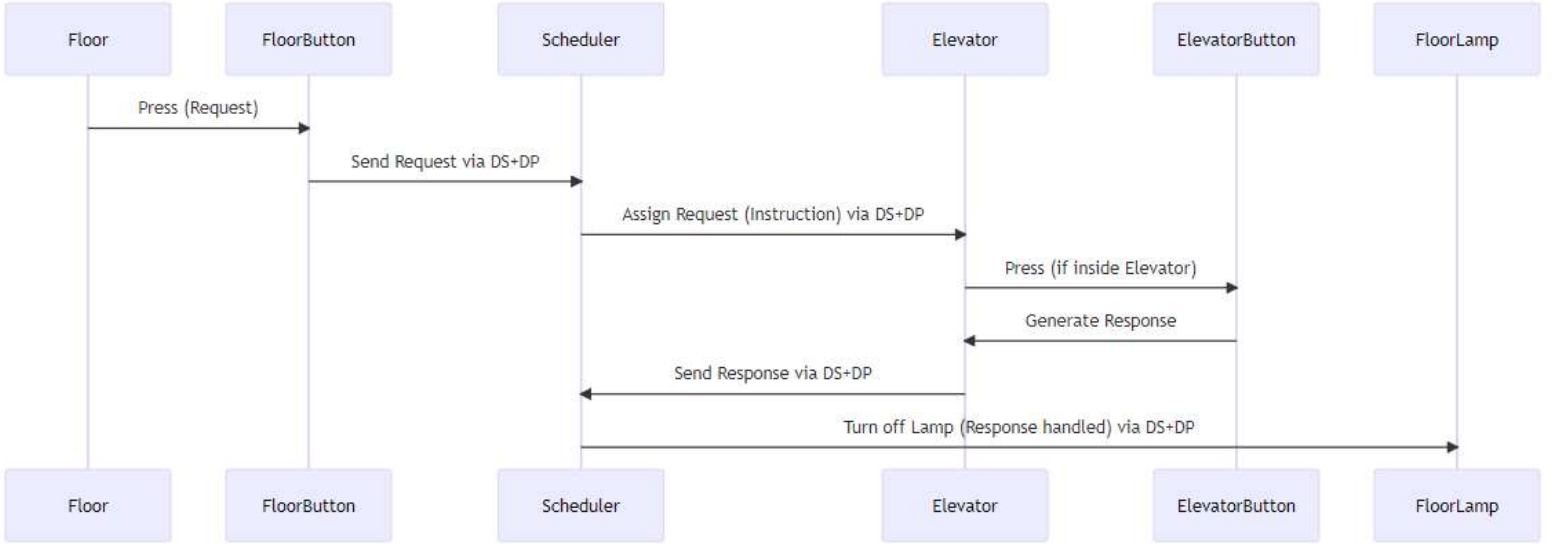 Floor
FloorButton
Scheduler
Elevator
ElevatorButton
FloorLamp
Press (Request)
Send Request via DS+DP
Assign Request (Instruction) via DS+DP
Press (if inside Elevator)
Generate Response
Send Response via DS+DP
Turn off Lamp (Response handled) via DS+DP
Floor
FloorButton
Scheduler
Elevator
ElevatorButton
FloorLamp